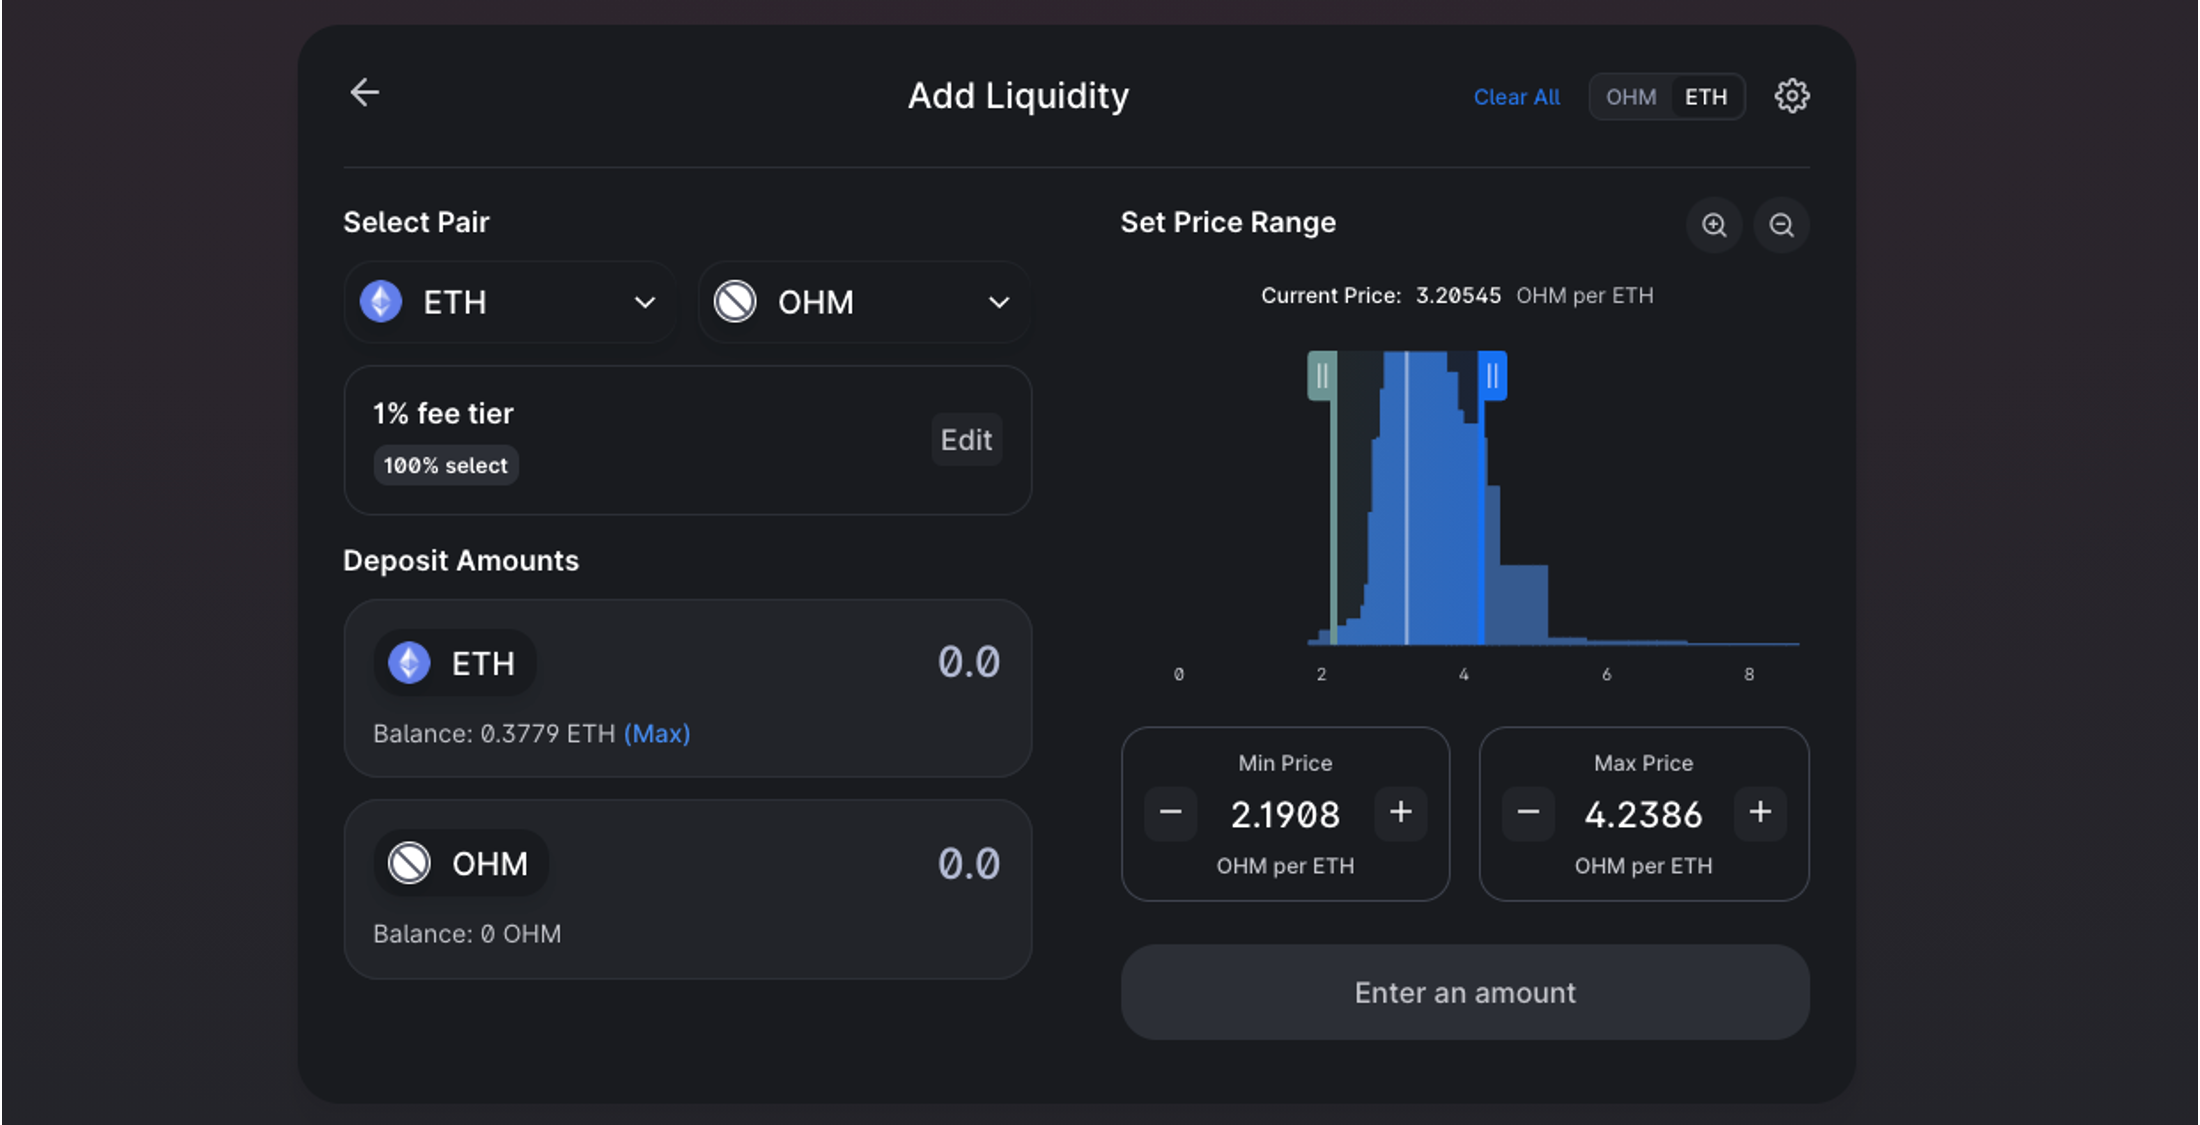 Add Liquidity
Clear All
OHM ETH
Select Pair
ETH
OHM
1% fee tier
100% select
Edit
Deposit Amounts
ETH
0.0
Balance: 0.3779 ETH (Max)
OHM
0.0
Balance: 0 OHM
Set Price Range
Current Price: 3.20545 OHM per ETH
0 2 4 6 8
Min Price
− 2.1908 +
OHM per ETH
Max Price
− 4.2386 +
OHM per ETH
Enter an amount